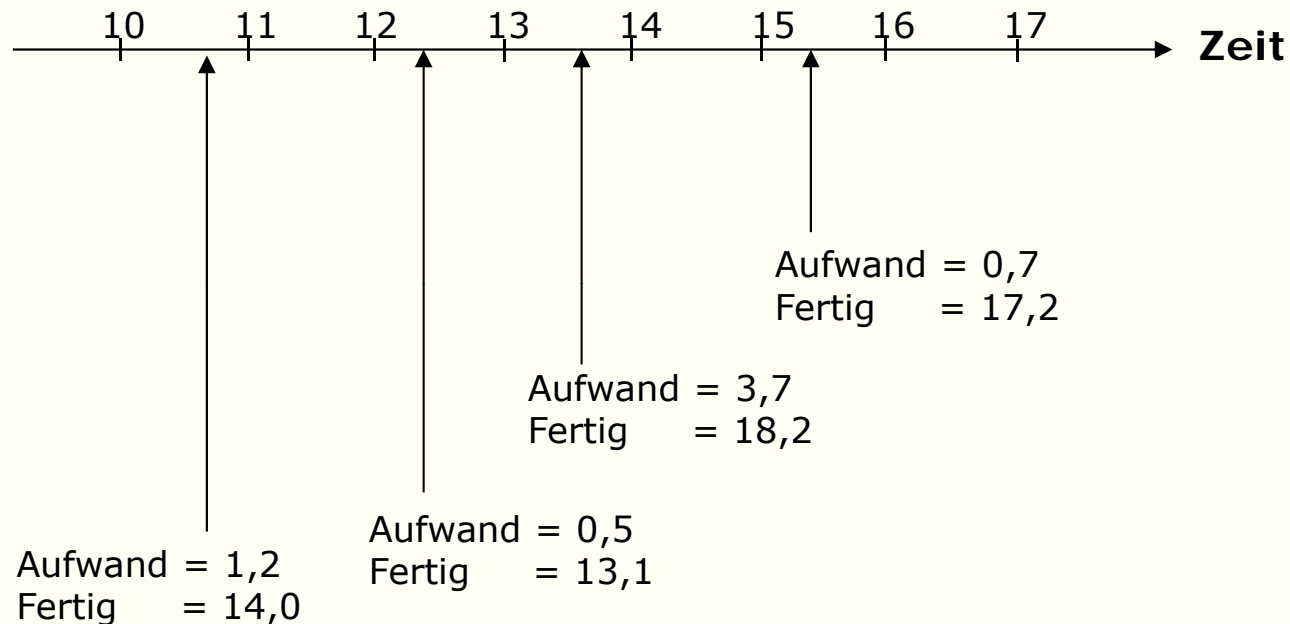 10 11 12 13 14 15 16 17
Zeit
Aufwand = 0,7
Fertig = 17,2
Aufwand = 3,7
Fertig = 18,2
Aufwand = 0,5
Fertig = 13,1
Aufwand = 1,2
Fertig = 14,0